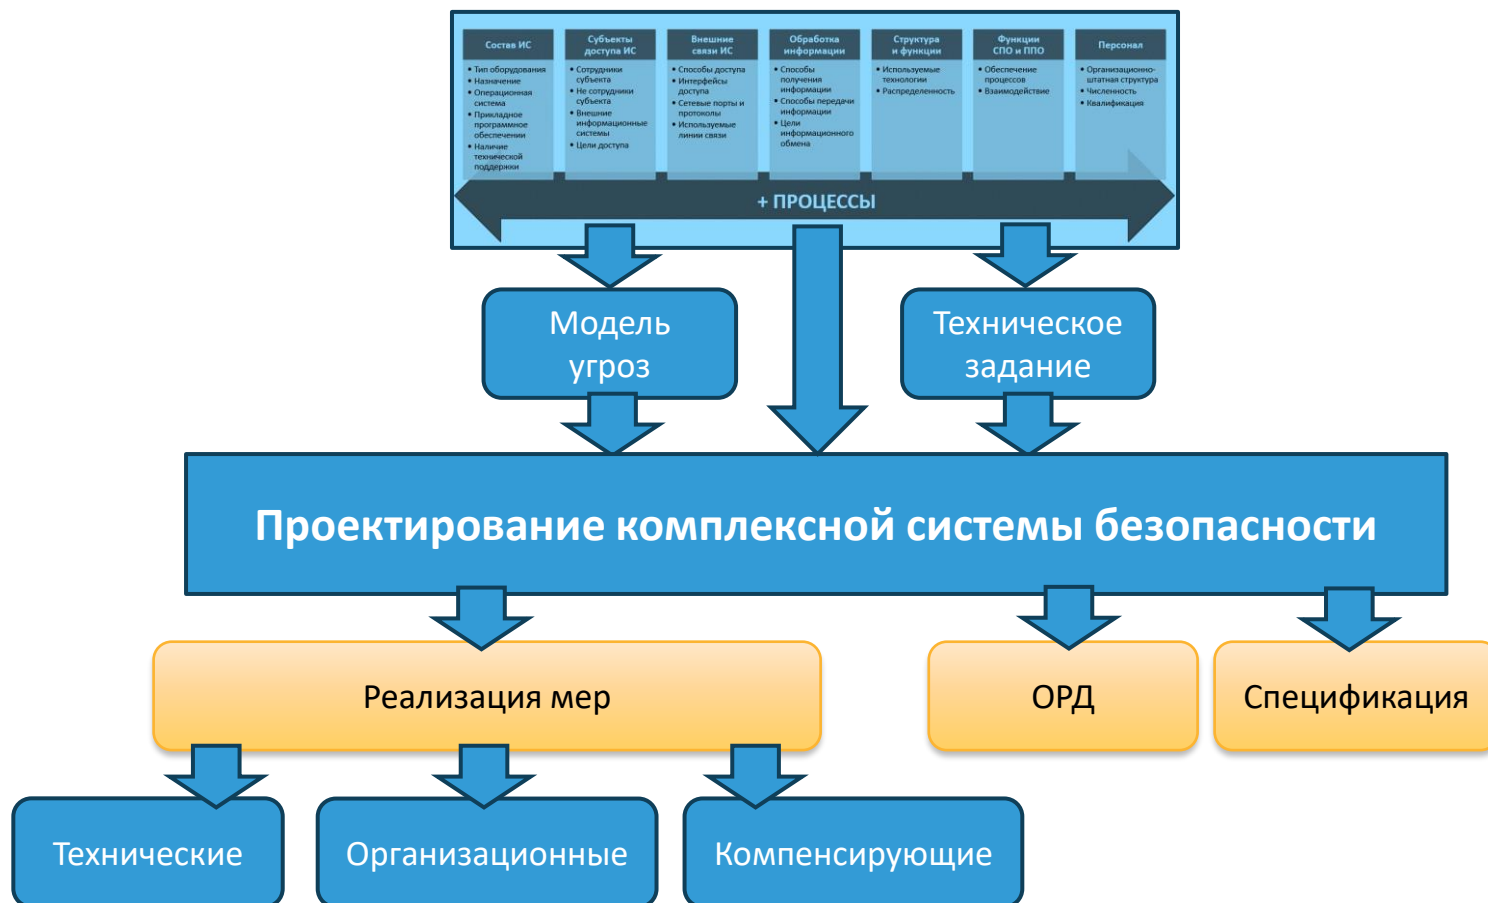 Состав ИС
• Тип оборудования
• Назначение
• Операционная
система
• Прикладное
программное
обеспечении
• Наличие
технической
поддержки
Субъекты
доступа ИС
• Сотрудники
субъекта
• Не сотрудники
субъекта
• Внешние
информационные
системы
• Цели доступа
Внешние
связи ИС
• Способы доступа
• Интерфейсы
доступа
• Сетевые порты и
протоколы
• Используемые
линии связи
Обработка
информации
• Способы
получения
информации
• Способы передачи
информации
• Цели
информационного
обмена
Структура
и функции
• Используемые
технологии
• Распределенность
Функции
СПО и ППО
• Обеспечение
процессов
• Взаимодействие
Персонал
• Организационно-
штатная структура
• Численность
• Квалификация
+ ПРОЦЕССЫ
Модель
угроз
Техническое
задание
Проектирование комплексной системы безопасности
Реализация мер
ОРД
Спецификация
Технические
Организационные
Компенсирующие